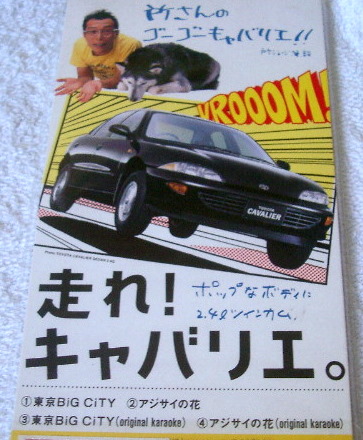 所さんの
ゴーゴーキャバリエ!!
VROOOM!
TOYOTA
CAVALIER
走れ!
ポップなボディに
2.4ℓツインカム。
キャバリエ。
①東京BiG CiTY ②アジサイの花
③東京BiG CiTY(original karaoke) ④アジサイの花(original karaoke)